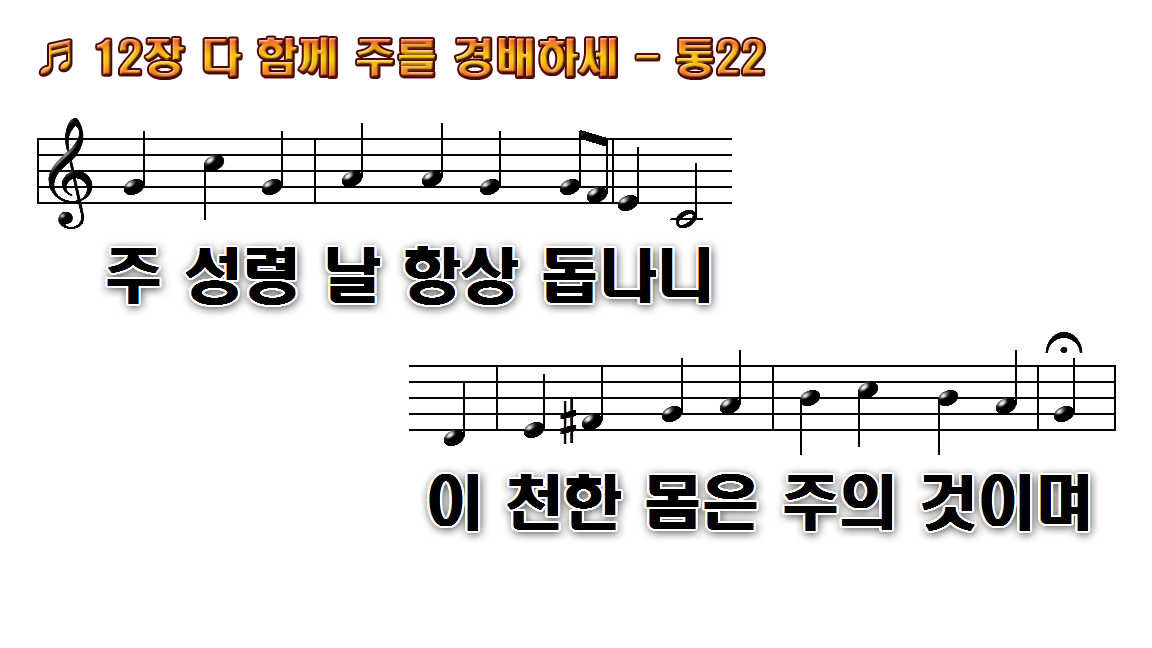 ♬ 12장 다 함께 주를 경배하세 - 통22
주 성령 날 항상 돕나니
이 천한 몸은 주의 것이며